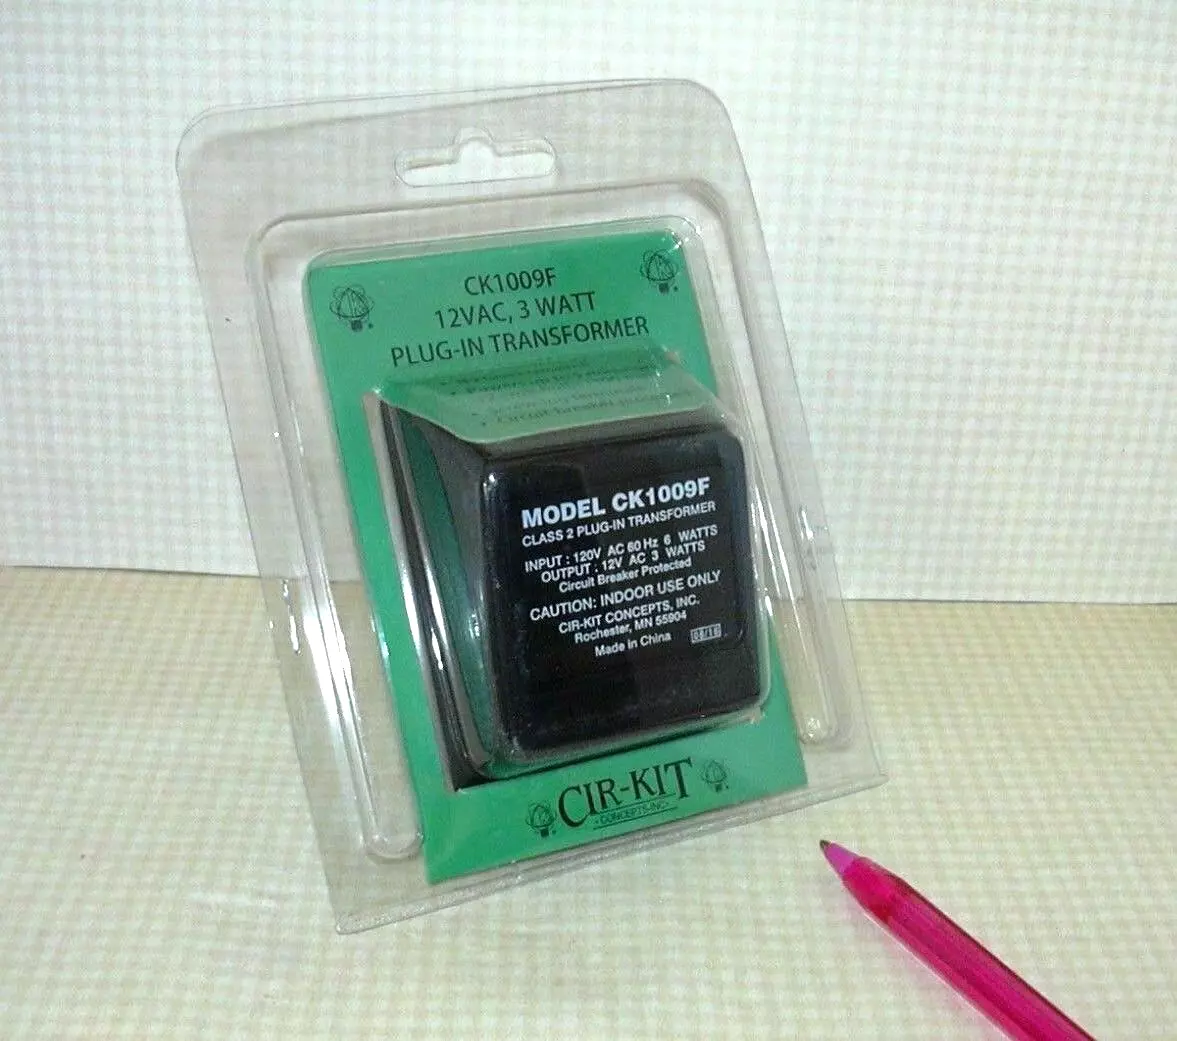 CK1009F
12VAC, 3 WATT
PLUG-IN TRANSFORMER
MODEL CK1009F
CLASS 2 PLUG-IN TRANSFORMER
INPUT : 120V AC 60 Hz 6 WATTS
OUTPUT : 12V AC 3 WATTS
Circuit Breaker Protected
CAUTION: INDOOR USE ONLY
CIR-KIT CONCEPTS, INC.
Rochester, MN 55904
Made in China
CIR-KIT
CONCEPTS·INC·